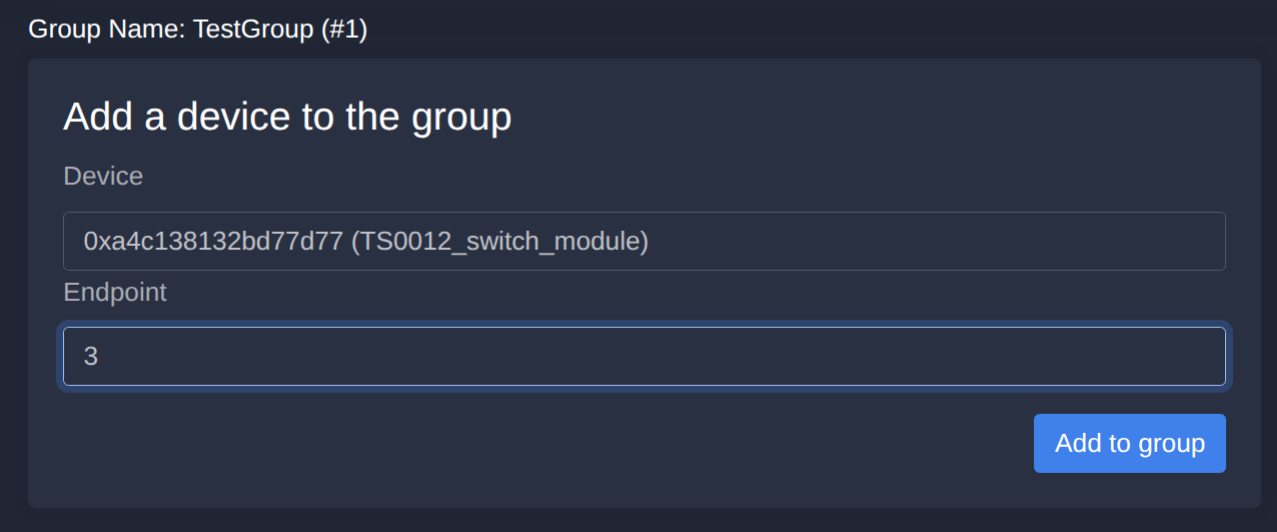 Group Name: TestGroup (#1)
Add a device to the group
Device
0xa4c138132bd77d77 (TS0012_switch_module)
Endpoint
3
Add to group